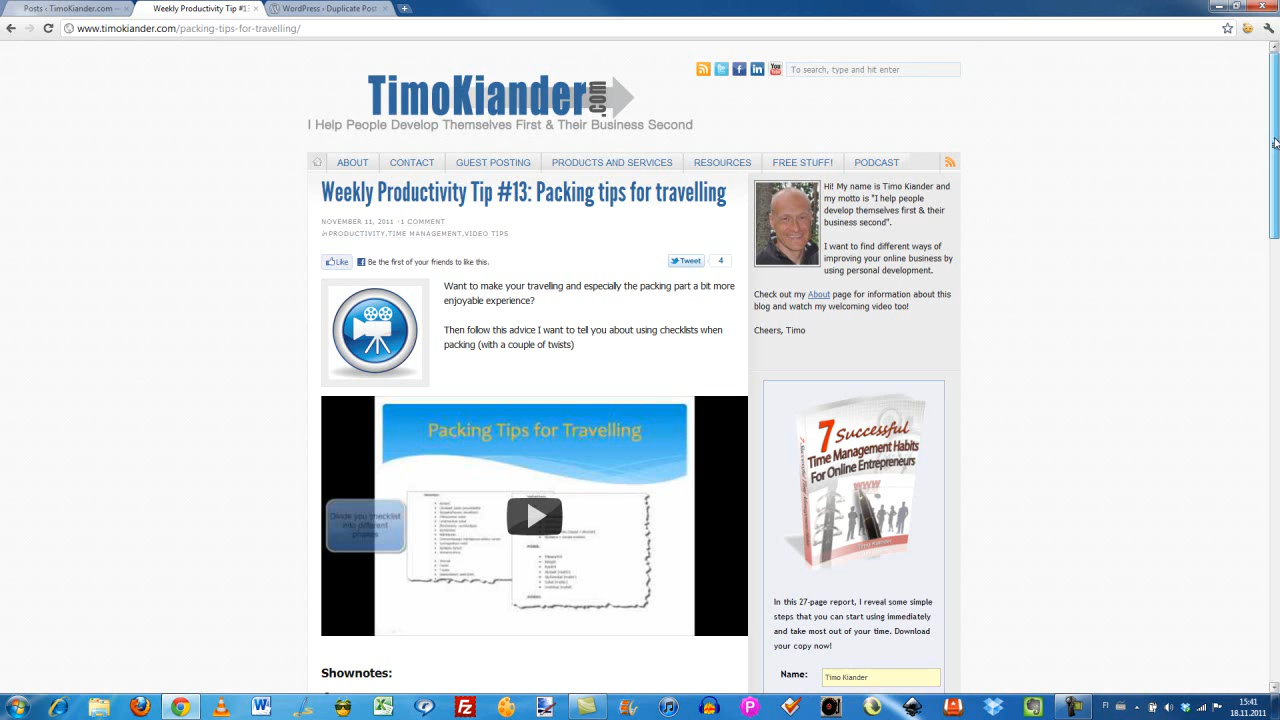 Posts ‹ TimoKiander.com —
Weekly Productivity Tip #1
WordPress › Duplicate Post
www.timokiander.com/packing-tips-for-travelling/
To search, type and hit enter
TimoKiander.com
I Help People Develop Themselves First & Their Business Second
ABOUT CONTACT GUEST POSTING PRODUCTS AND SERVICES RESOURCES FREE STUFF! PODCAST
Weekly Productivity Tip #13: Packing tips for travelling
NOVEMBER 11, 2011 - 1 COMMENT
in PRODUCTIVITY,TIME MANAGEMENT,VIDEO TIPS
Like Be the first of your friends to like this.
Tweet 4
Want to make your travelling and especially the packing part a bit more
enjoyable experience?
Then follow this advice I want to tell you about using checklists when
packing (with a couple of twists)
Packing Tips for Travelling
Divide you checklist
into different
phases
Shownotes:
Hi! My name is Timo Kiander and
my motto is "I help people
develop themselves first & their
business second".
I want to find different ways of
improving your online business by
using personal development.
Check out my About page for information about this
blog and watch my welcoming video too!
Cheers, Timo
7 Successful
Time Management Habits
For Online Entrepreneurs
WWW
In this 27-page report, I reveal some simple
steps that you can start using immediately
and take most out of your time. Download
your copy now!
Name: Timo Kiander
FI
15:41
18.11.2011